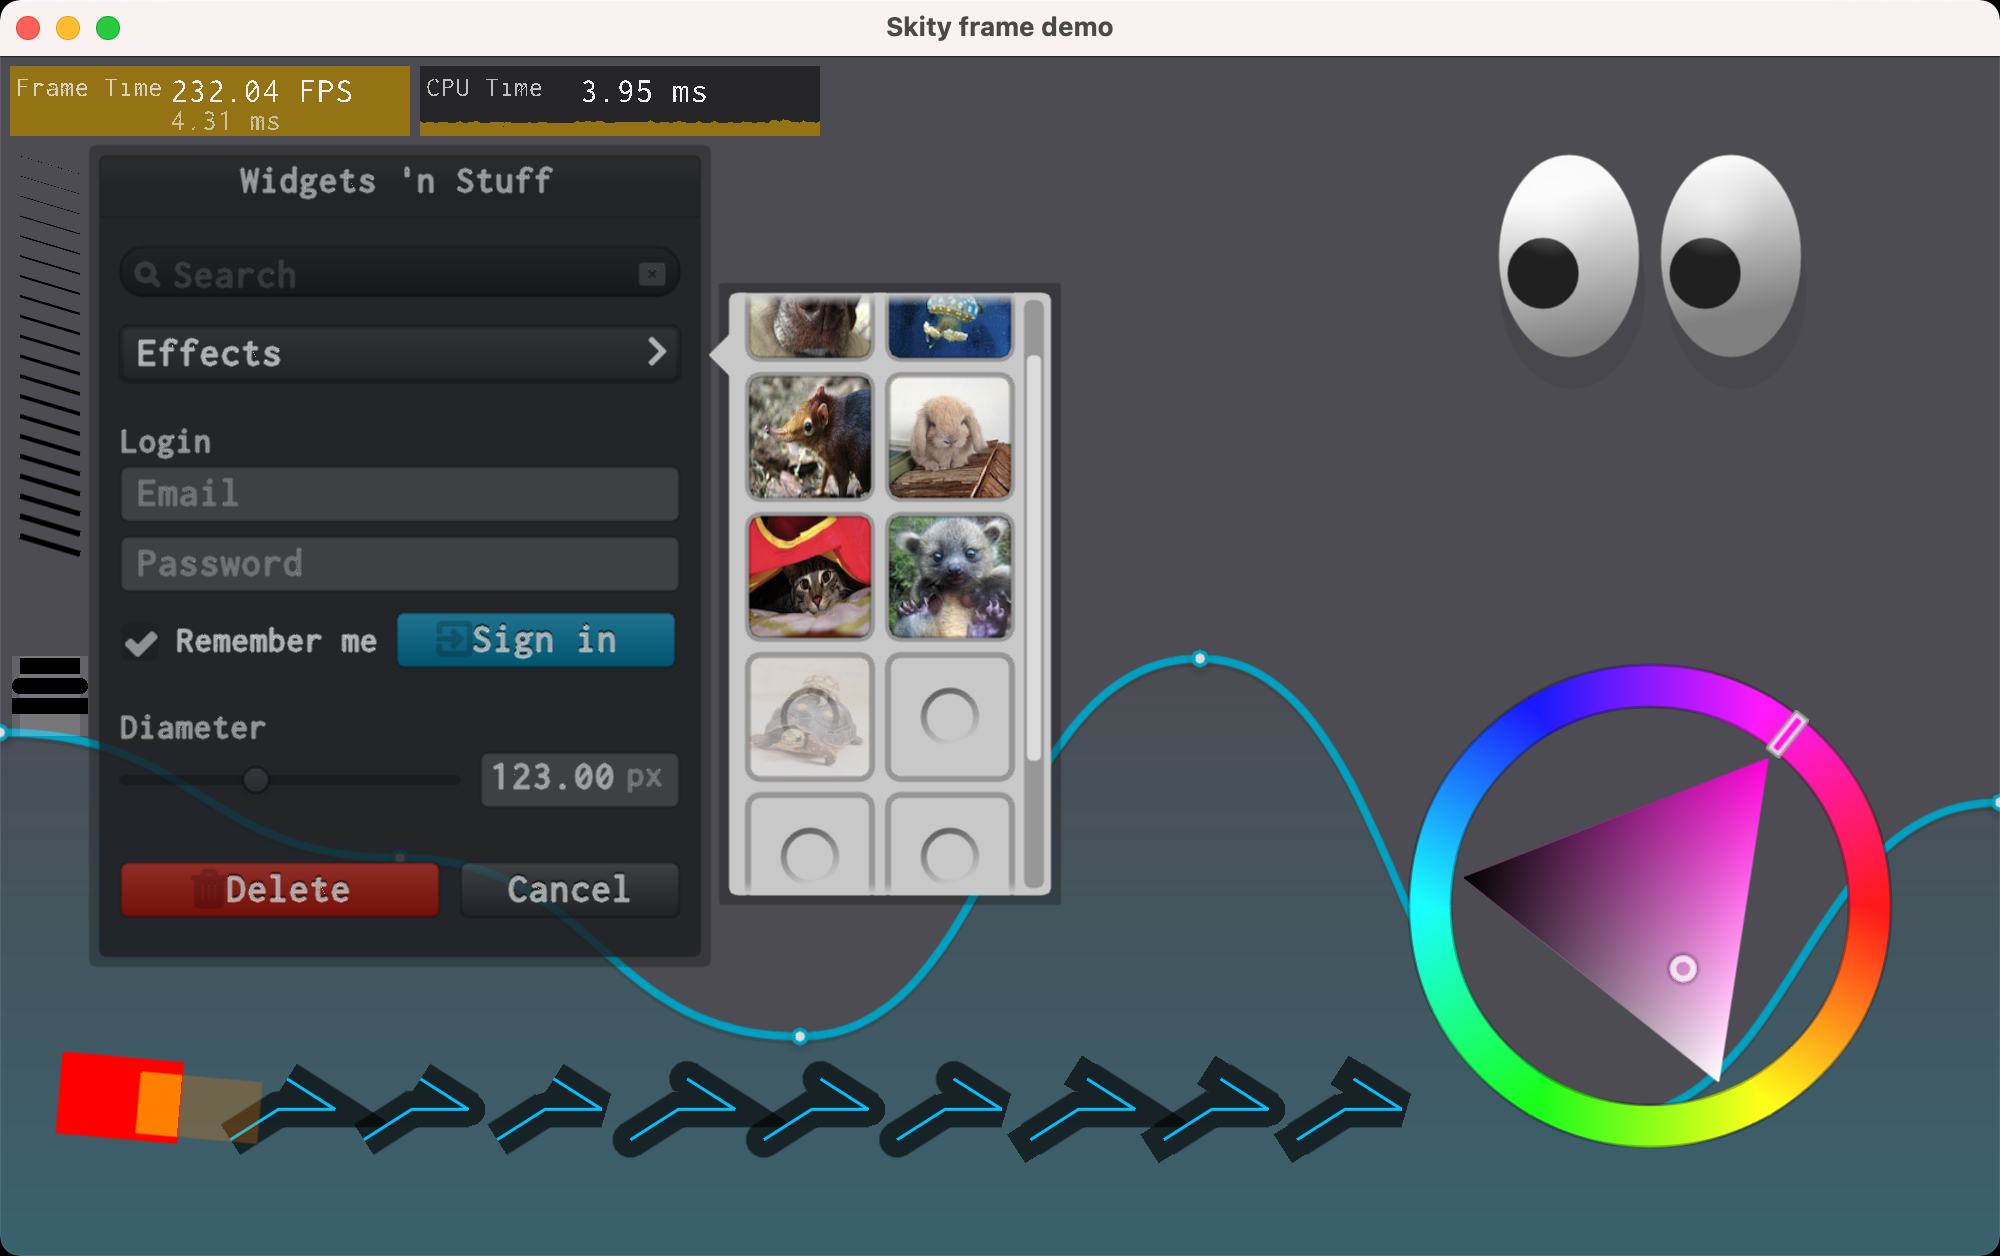 Skity frame demo
Frame Time 232.04 FPS
4.31 ms
CPU Time 3.95 ms
Widgets 'n Stuff
Search
Effects
Login
Email
Password
Remember me
Sign in
Diameter
123.00 px
Delete
Cancel